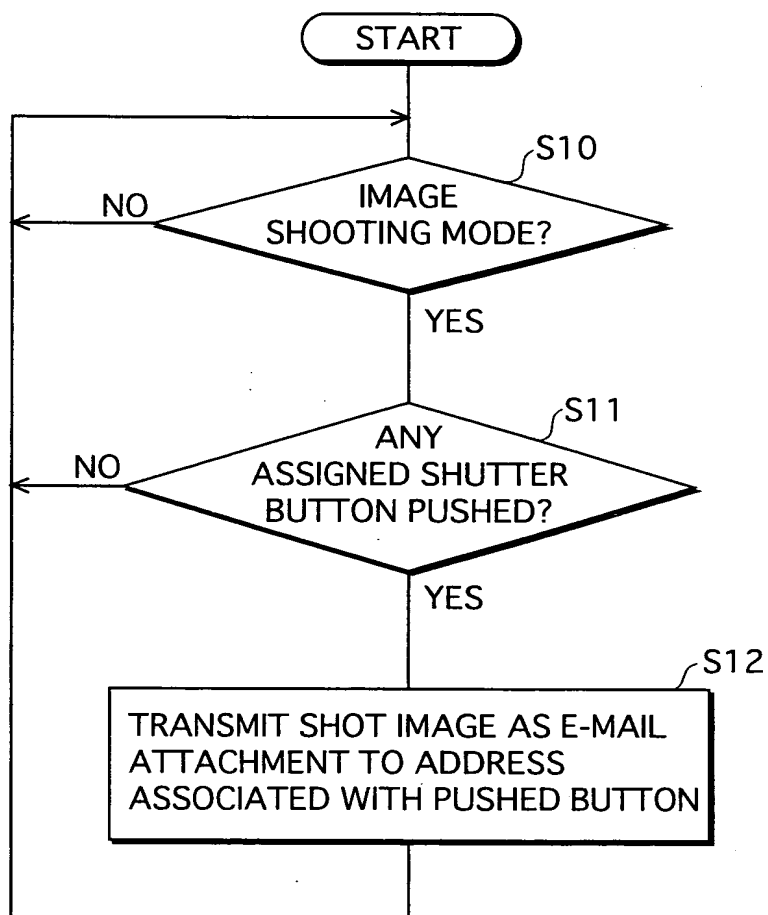 START
S10
IMAGE
SHOOTING MODE?
NO
YES
S11
ANY
ASSIGNED SHUTTER
BUTTON PUSHED?
NO
YES
S12
TRANSMIT SHOT IMAGE AS E-MAIL
ATTACHMENT TO ADDRESS
ASSOCIATED WITH PUSHED BUTTON